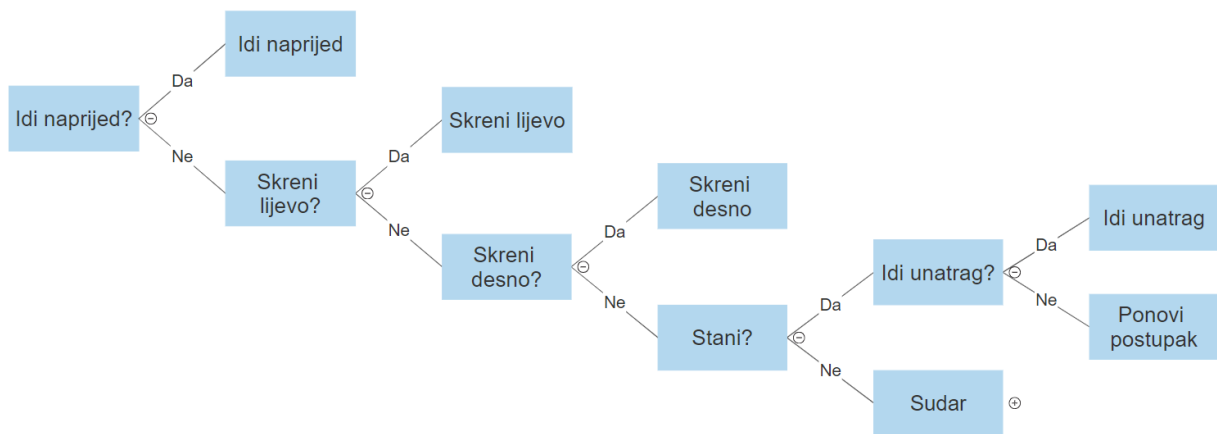 Idi naprijed
Da
Idi naprijed?
Ne
Skreni lijevo
Da
Skreni
lijevo?
Ne
Skreni
desno
Da
Skreni
desno?
Ne
Idi unatrag
Da
Idi unatrag?
Ne
Ponovi
postupak
Da
Stani?
Ne
Sudar